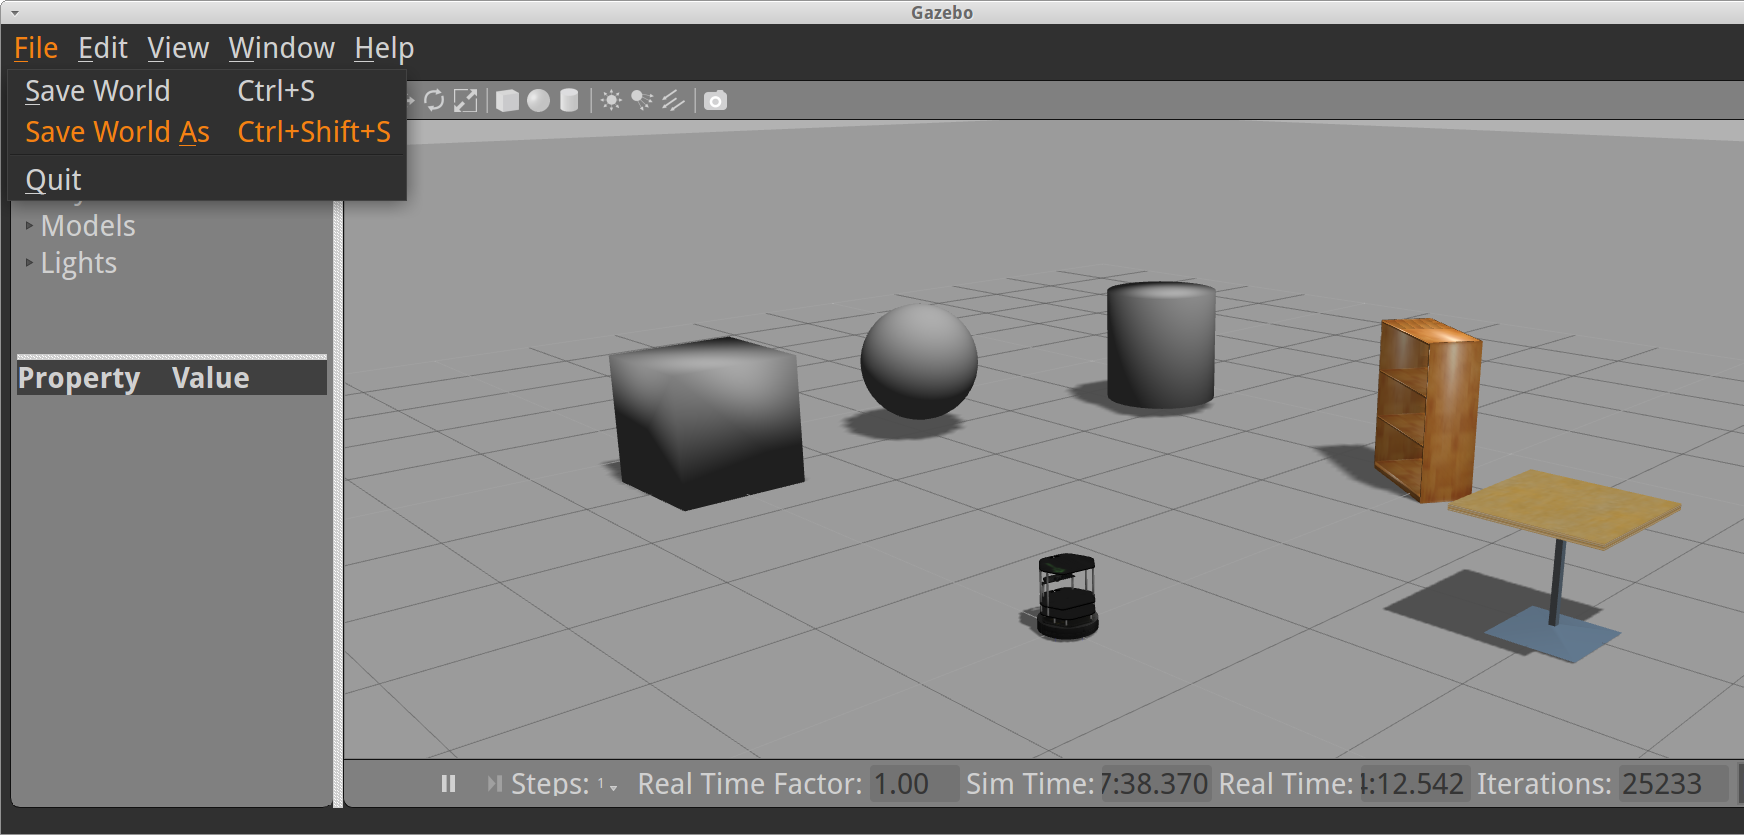 Gazebo
File Edit View Window Help
Save World Ctrl+S
Save World As Ctrl+Shift+S
Quit
Models
Lights
Property Value
Steps: 1 Real Time Factor: 1.00 Sim Time: 7:38.370 Real Time: 4:12.542 Iterations: 25233